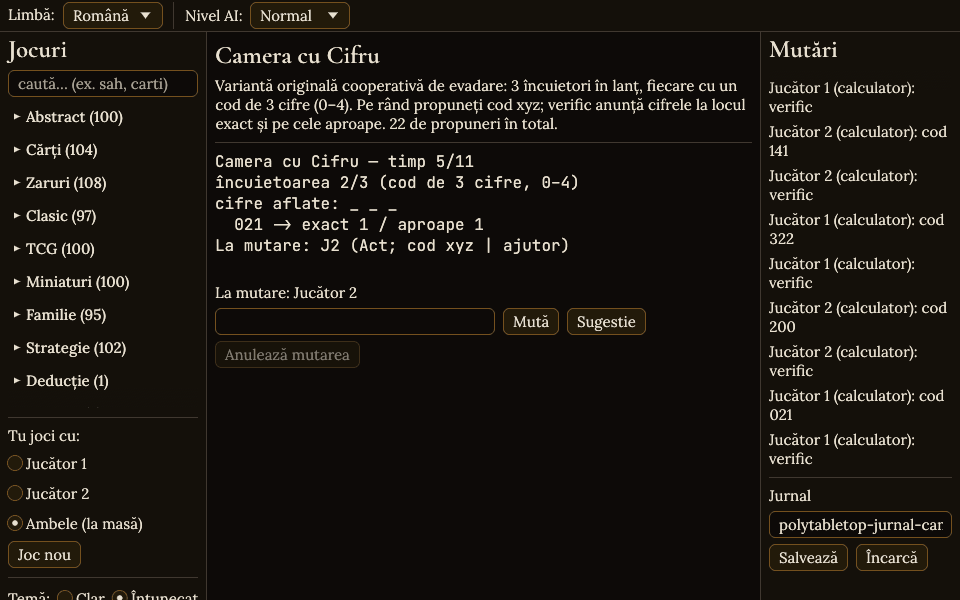 Limbă:
Română
Nivel AI:
Normal
Jocuri
caută... (ex. sah, carti)
Abstract (100)
Cărți (104)
Zaruri (108)
Clasic (97)
TCG (100)
Miniaturi (100)
Familie (95)
Strategie (102)
Deducție (1)
Tu joci cu:
Jucător 1
Jucător 2
Ambele (la masă)
Joc nou
Temă:
Clar
Întunecat
Camera cu Cifru
Variantă originală cooperativă de evadare: 3 încuietori în lanț, fiecare cu un
cod de 3 cifre (0–4). Pe rând propuneți cod xyz; verific anunță cifrele la locul
exact și pe cele aproape. 22 de propuneri în total.
Camera cu Cifru — timp 5/11
încuietoarea 2/3 (cod de 3 cifre, 0–4)
cifre aflate: _ _ _
021 → exact 1 / aproape 1
La mutare: J2 (Act; cod xyz | ajutor)
La mutare: Jucător 2
Mută
Sugestie
Anulează mutarea
Mutări
Jucător 1 (calculator):
verific
Jucător 2 (calculator): cod
141
Jucător 2 (calculator):
verific
Jucător 1 (calculator): cod
322
Jucător 1 (calculator):
verific
Jucător 2 (calculator): cod
200
Jucător 2 (calculator):
verific
Jucător 1 (calculator): cod
021
Jucător 1 (calculator):
verific
Jurnal
polytabletop-jurnal-car
Salvează
Încarcă